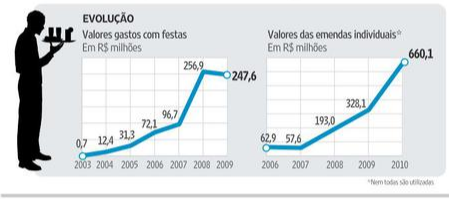 EVOLUÇÃO
Valores gastos com festas
Em R$ milhões
0,7
12,4
31,3
72,1
96,7
256,9
247,6
2003 2004 2005 2006 2007 2008 2009
Valores das emendas individuais*
Em R$ milhões
62,9
57,6
193,0
328,1
660,1
2006 2007 2008 2009 2010
*Nem todas são utilizadas